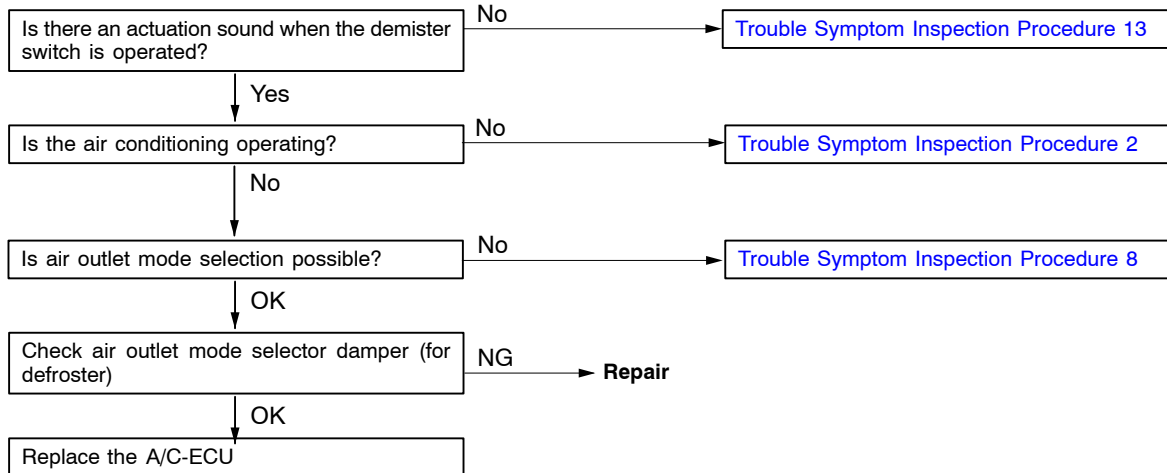 Is there an actuation sound when the demister
switch is operated?
No
Trouble Symptom Inspection Procedure 13
Yes
Is the air conditioning operating?
No
Trouble Symptom Inspection Procedure 2
No
Is air outlet mode selection possible?
No
Trouble Symptom Inspection Procedure 8
OK
Check air outlet mode selector damper (for
defroster)
NG
Repair
OK
Replace the A/C-ECU